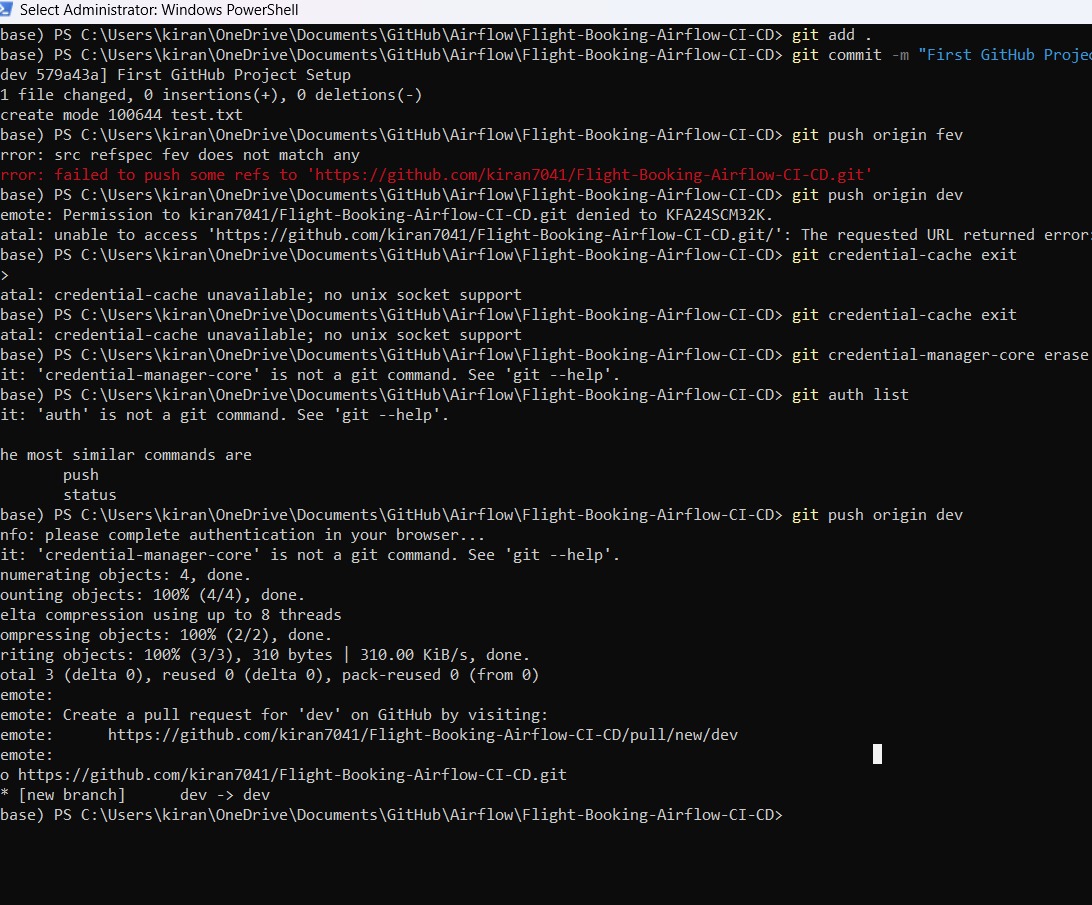 Select Administrator: Windows PowerShell
base) PS C:\Users\kiran\OneDrive\Documents\GitHub\Airflow\Flight-Booking-Airflow-CI-CD> git add .
base) PS C:\Users\kiran\OneDrive\Documents\GitHub\Airflow\Flight-Booking-Airflow-CI-CD> git commit -m "First GitHub Projec
dev 579a43a] First GitHub Project Setup
1 file changed, 0 insertions(+), 0 deletions(-)
create mode 100644 test.txt
base) PS C:\Users\kiran\OneDrive\Documents\GitHub\Airflow\Flight-Booking-Airflow-CI-CD> git push origin fev
rror: src refspec fev does not match any
rror: failed to push some refs to 'https://github.com/kiran7041/Flight-Booking-Airflow-CI-CD.git'
base) PS C:\Users\kiran\OneDrive\Documents\GitHub\Airflow\Flight-Booking-Airflow-CI-CD> git push origin dev
emote: Permission to kiran7041/Flight-Booking-Airflow-CI-CD.git denied to KFA24SCM32K.
atal: unable to access 'https://github.com/kiran7041/Flight-Booking-Airflow-CI-CD.git/': The requested URL returned error:
base) PS C:\Users\kiran\OneDrive\Documents\GitHub\Airflow\Flight-Booking-Airflow-CI-CD> git credential-cache exit
>
atal: credential-cache unavailable; no unix socket support
base) PS C:\Users\kiran\OneDrive\Documents\GitHub\Airflow\Flight-Booking-Airflow-CI-CD> git credential-cache exit
atal: credential-cache unavailable; no unix socket support
base) PS C:\Users\kiran\OneDrive\Documents\GitHub\Airflow\Flight-Booking-Airflow-CI-CD> git credential-manager-core erase
it: 'credential-manager-core' is not a git command. See 'git --help'.
base) PS C:\Users\kiran\OneDrive\Documents\GitHub\Airflow\Flight-Booking-Airflow-CI-CD> git auth list
it: 'auth' is not a git command. See 'git --help'.
he most similar commands are
push
status
base) PS C:\Users\kiran\OneDrive\Documents\GitHub\Airflow\Flight-Booking-Airflow-CI-CD> git push origin dev
nfo: please complete authentication in your browser...
it: 'credential-manager-core' is not a git command. See 'git --help'.
numerating objects: 4, done.
ounting objects: 100% (4/4), done.
elta compression using up to 8 threads
ompressing objects: 100% (2/2), done.
riting objects: 100% (3/3), 310 bytes | 310.00 KiB/s, done.
otal 3 (delta 0), reused 0 (delta 0), pack-reused 0 (from 0)
emote:
emote: Create a pull request for 'dev' on GitHub by visiting:
emote:      https://github.com/kiran7041/Flight-Booking-Airflow-CI-CD/pull/new/dev
emote:
o https://github.com/kiran7041/Flight-Booking-Airflow-CI-CD.git
* [new branch]      dev -> dev
base) PS C:\Users\kiran\OneDrive\Documents\GitHub\Airflow\Flight-Booking-Airflow-CI-CD>